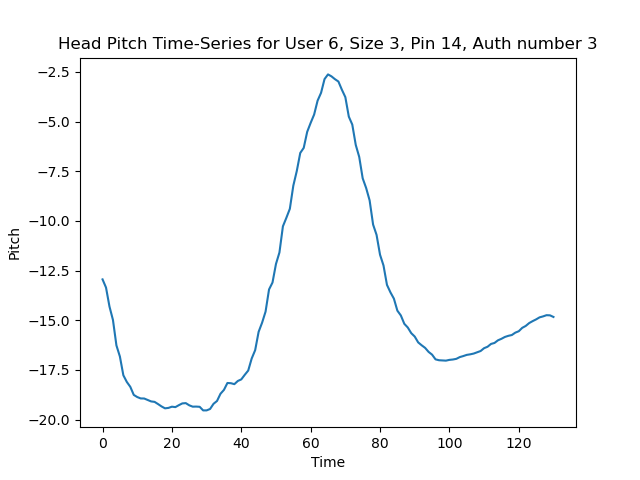 Head Pitch Time-Series for User 6, Size 3, Pin 14, Auth number 3
−2.5
−5.0
−7.5
−10.0
−12.5
−15.0
−17.5
−20.0
Pitch
0 20 40 60 80 100 120
Time